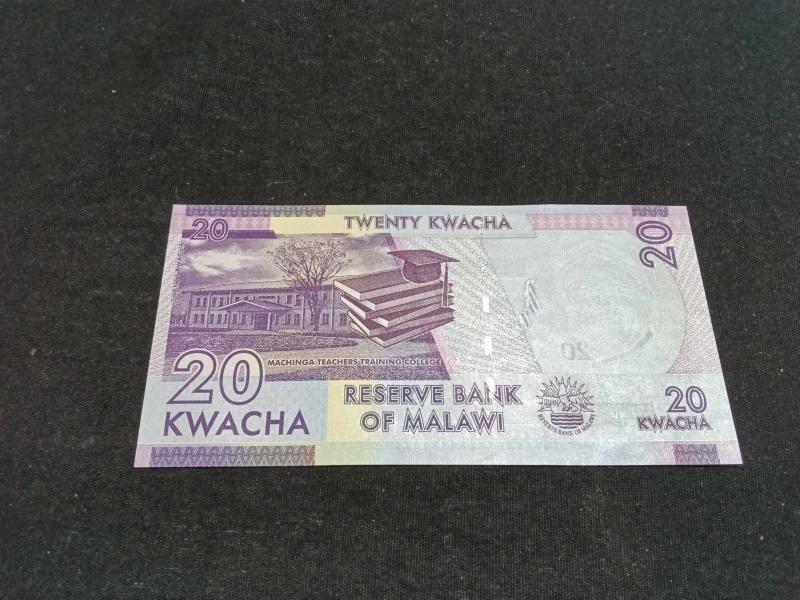 20
TWENTY KWACHA
20
MACHINGA TEACHERS TRAINING COLLEGE
20
KWACHA
RESERVE BANK
OF MALAWI
RESERVE BANK OF MALAWI
20
KWACHA
20